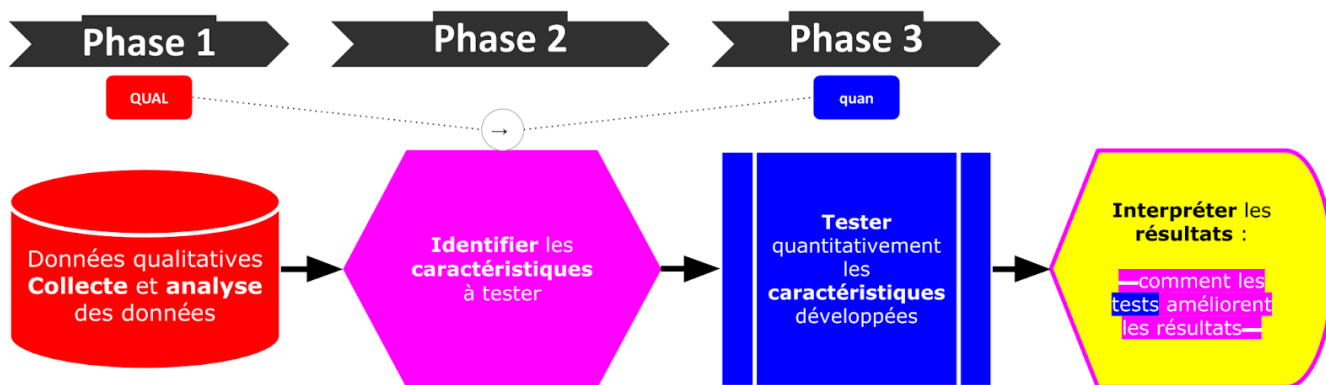 Phase 1
Phase 2
Phase 3
QUAL
→
quan
Données qualitatives
Collecte et analyse
des données
Identifier les
caractéristiques
à tester
Tester
quantitativement
les
caractéristiques
développées
Interpréter les
résultats :
—comment les
tests améliorent
les résultats—